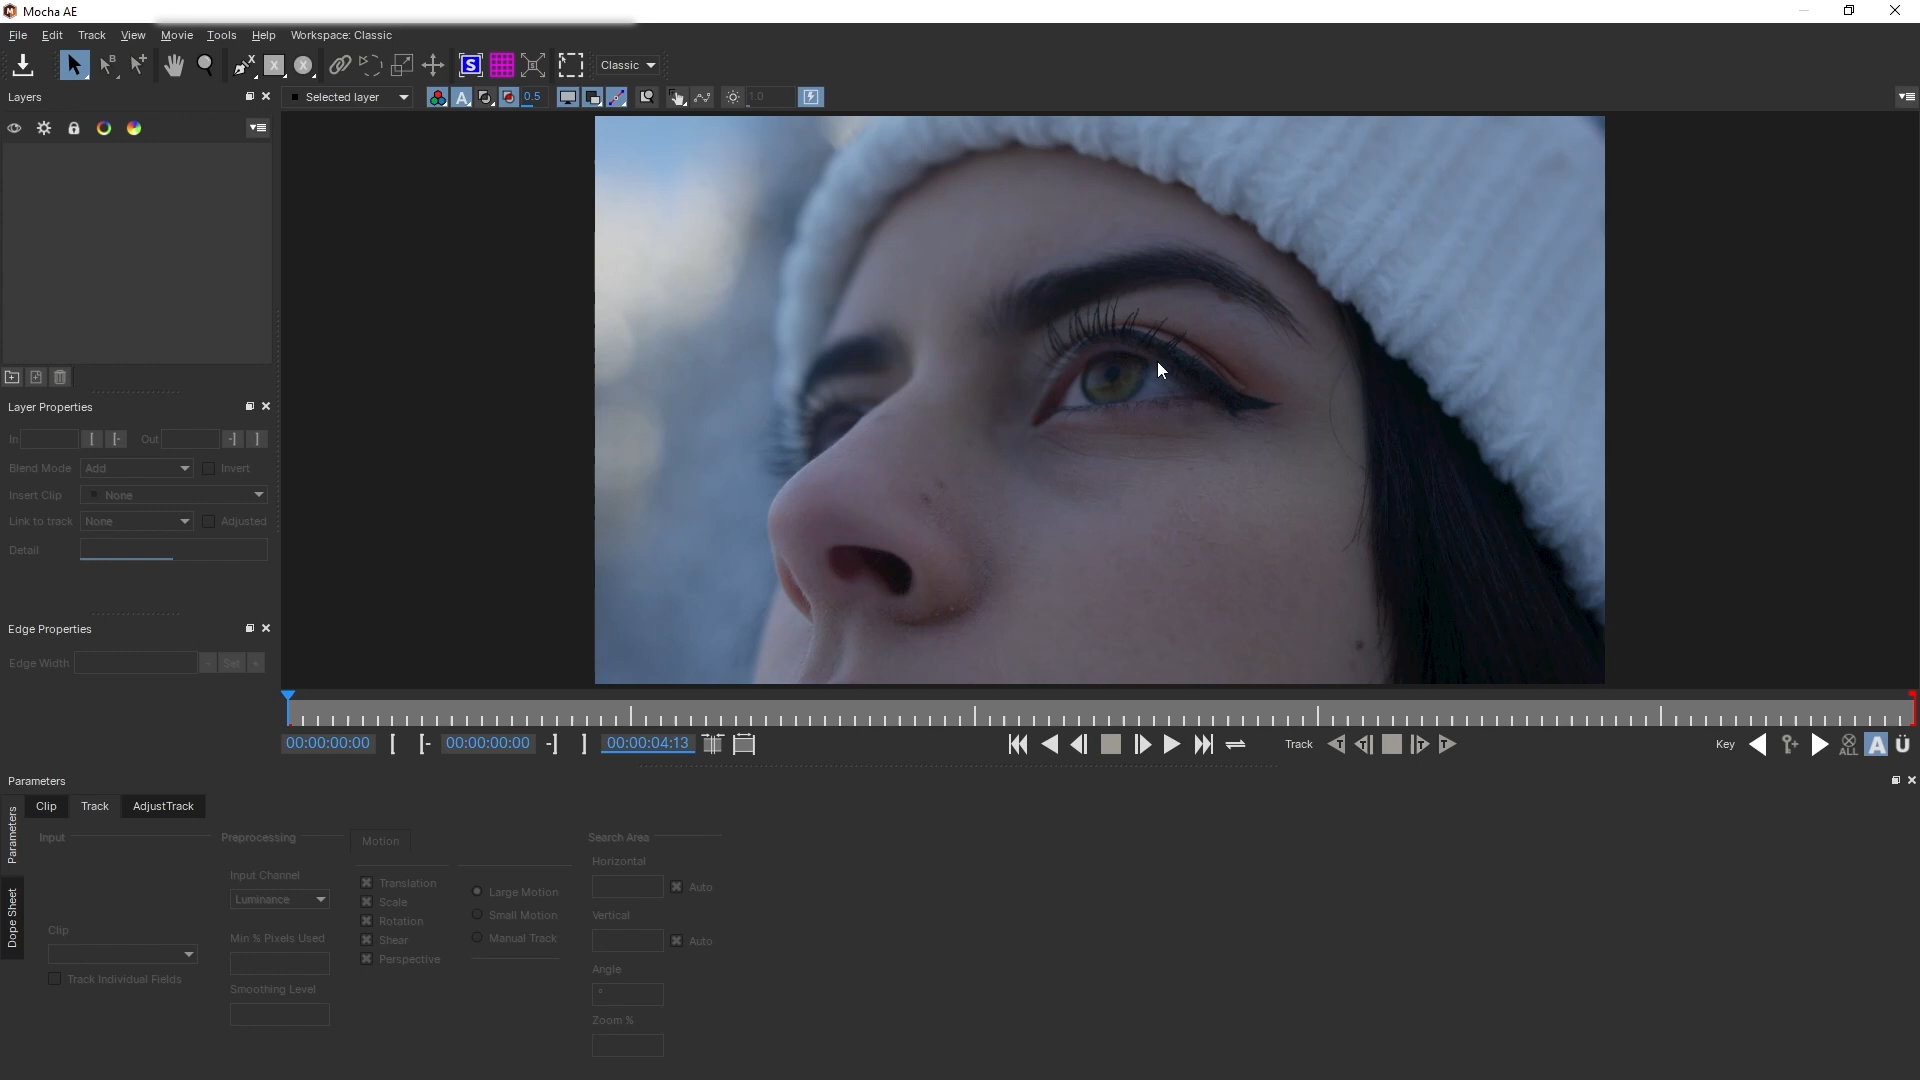 Mocha AE
File Edit Track View Movie Tools Help Workspace: Classic
Classic
Layers
Selected layer
0.5
1.0
Layer Properties
In Out
Blend Mode Add Invert
Insert Clip None
Link to track None Adjusted
Detail
Edge Properties
Edge Width Set
00:00:00:00 00:00:00:00 00:00:04:13 Track Key ALL
Parameters
Clip Track AdjustTrack
Parameters
Dope Sheet
Input
Clip
Track Individual Fields
Preprocessing
Input Channel
Luminance
Min % Pixels Used
Smoothing Level
Motion
Translation
Scale
Rotation
Shear
Perspective
Large Motion
Small Motion
Manual Track
Search Area
Horizontal
Auto
Vertical
Auto
Angle
°
Zoom %